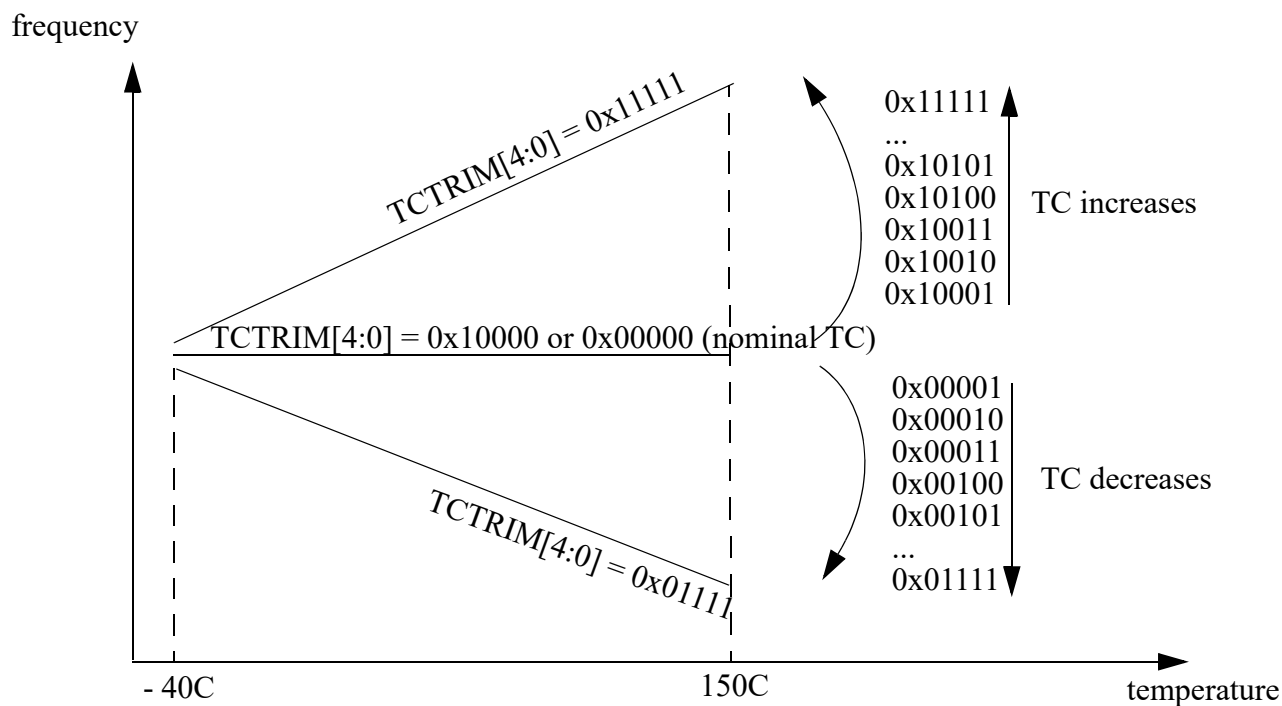 frequency
TCTRIM[4:0] = 0x11111
0x11111
...
0x10101
0x10100
0x10011
0x10010
0x10001
TC increases
TCTRIM[4:0] = 0x10000 or 0x00000 (nominal TC)
0x00001
0x00010
0x00011
0x00100
0x00101
...
0x01111
TC decreases
TCTRIM[4:0] = 0x01111
- 40C
150C
temperature